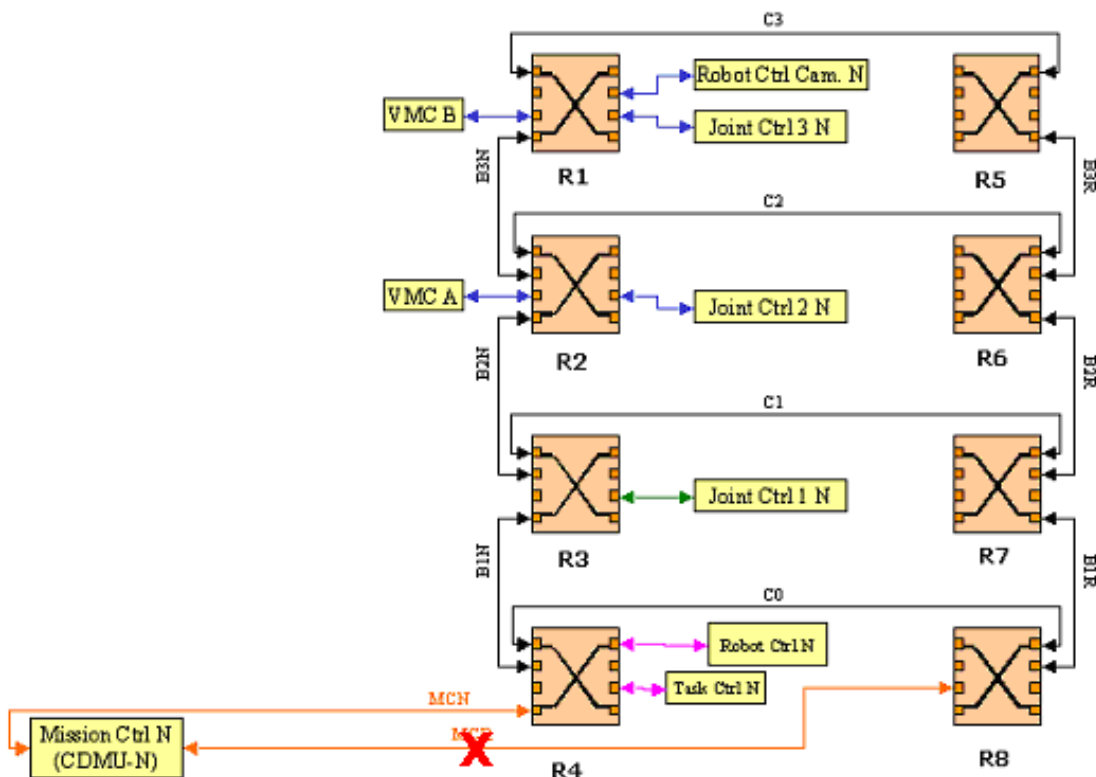 C3
Robot Ctrl Cam. N
VMC B
Joint Ctrl 3 N
B3N
R1
R5
B3R
C2
VMC A
Joint Ctrl 2 N
B2N
R2
R6
B2R
C1
Joint Ctrl 1 N
B1N
R3
R7
B1R
C0
Robot Ctrl N
Task Ctrl N
MCN
Mission Ctrl N
(CDMU-N)
R4
R8